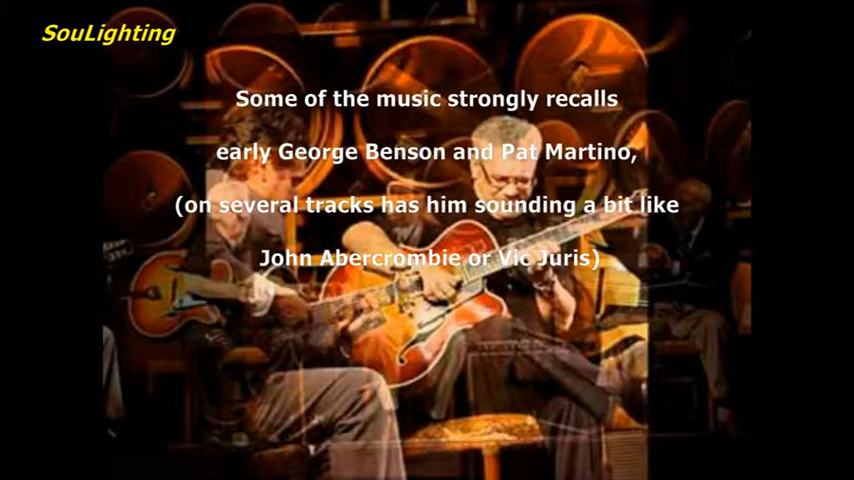 SouLighting
Some of the music strongly recalls
early George Benson and Pat Martino,
(on several tracks has him sounding a bit like
John Abercrombie or Vic Juris)